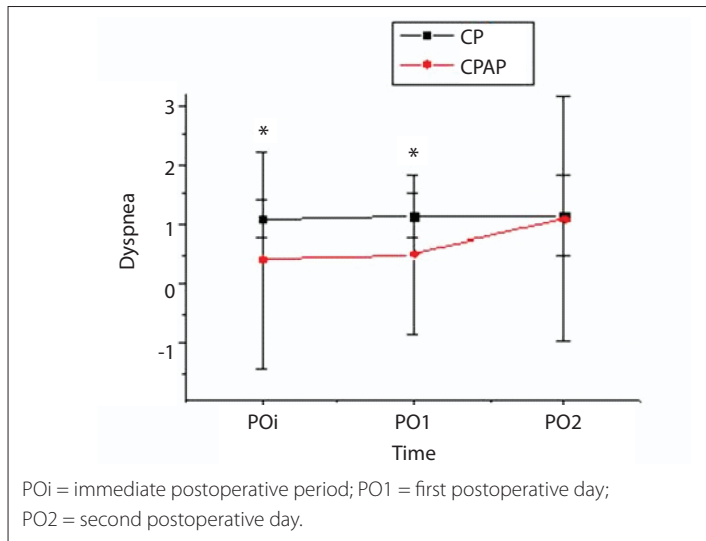 CP
CPAP
3
*
*
2
1
0
-1
Dyspnea
POi PO1 PO2
Time
POi = immediate postoperative period; PO1 = first postoperative day;
PO2 = second postoperative day.